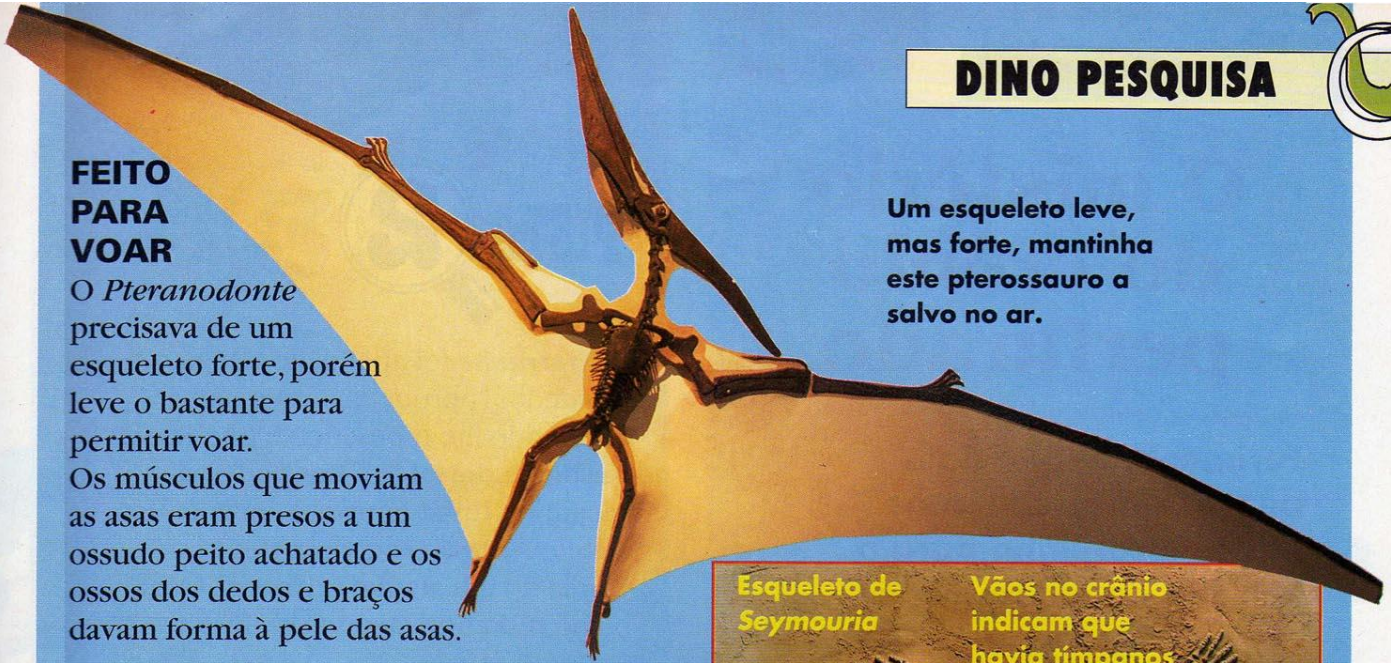 DINO PESQUISA
FEITO
PARA
VOAR
O Pteranodonte
precisava de um
esqueleto forte, porém
leve o bastante para
permitir voar.
Os músculos que moviam
as asas eram presos a um
ossudo peito achatado e os
ossos dos dedos e braços
davam forma à pele das asas.
Um esqueleto leve,
mas forte, mantinha
este pterossauro a
salvo no ar.
Esqueleto de
Seymouria
Vãos no crânio
indicam que
havia tímpanos